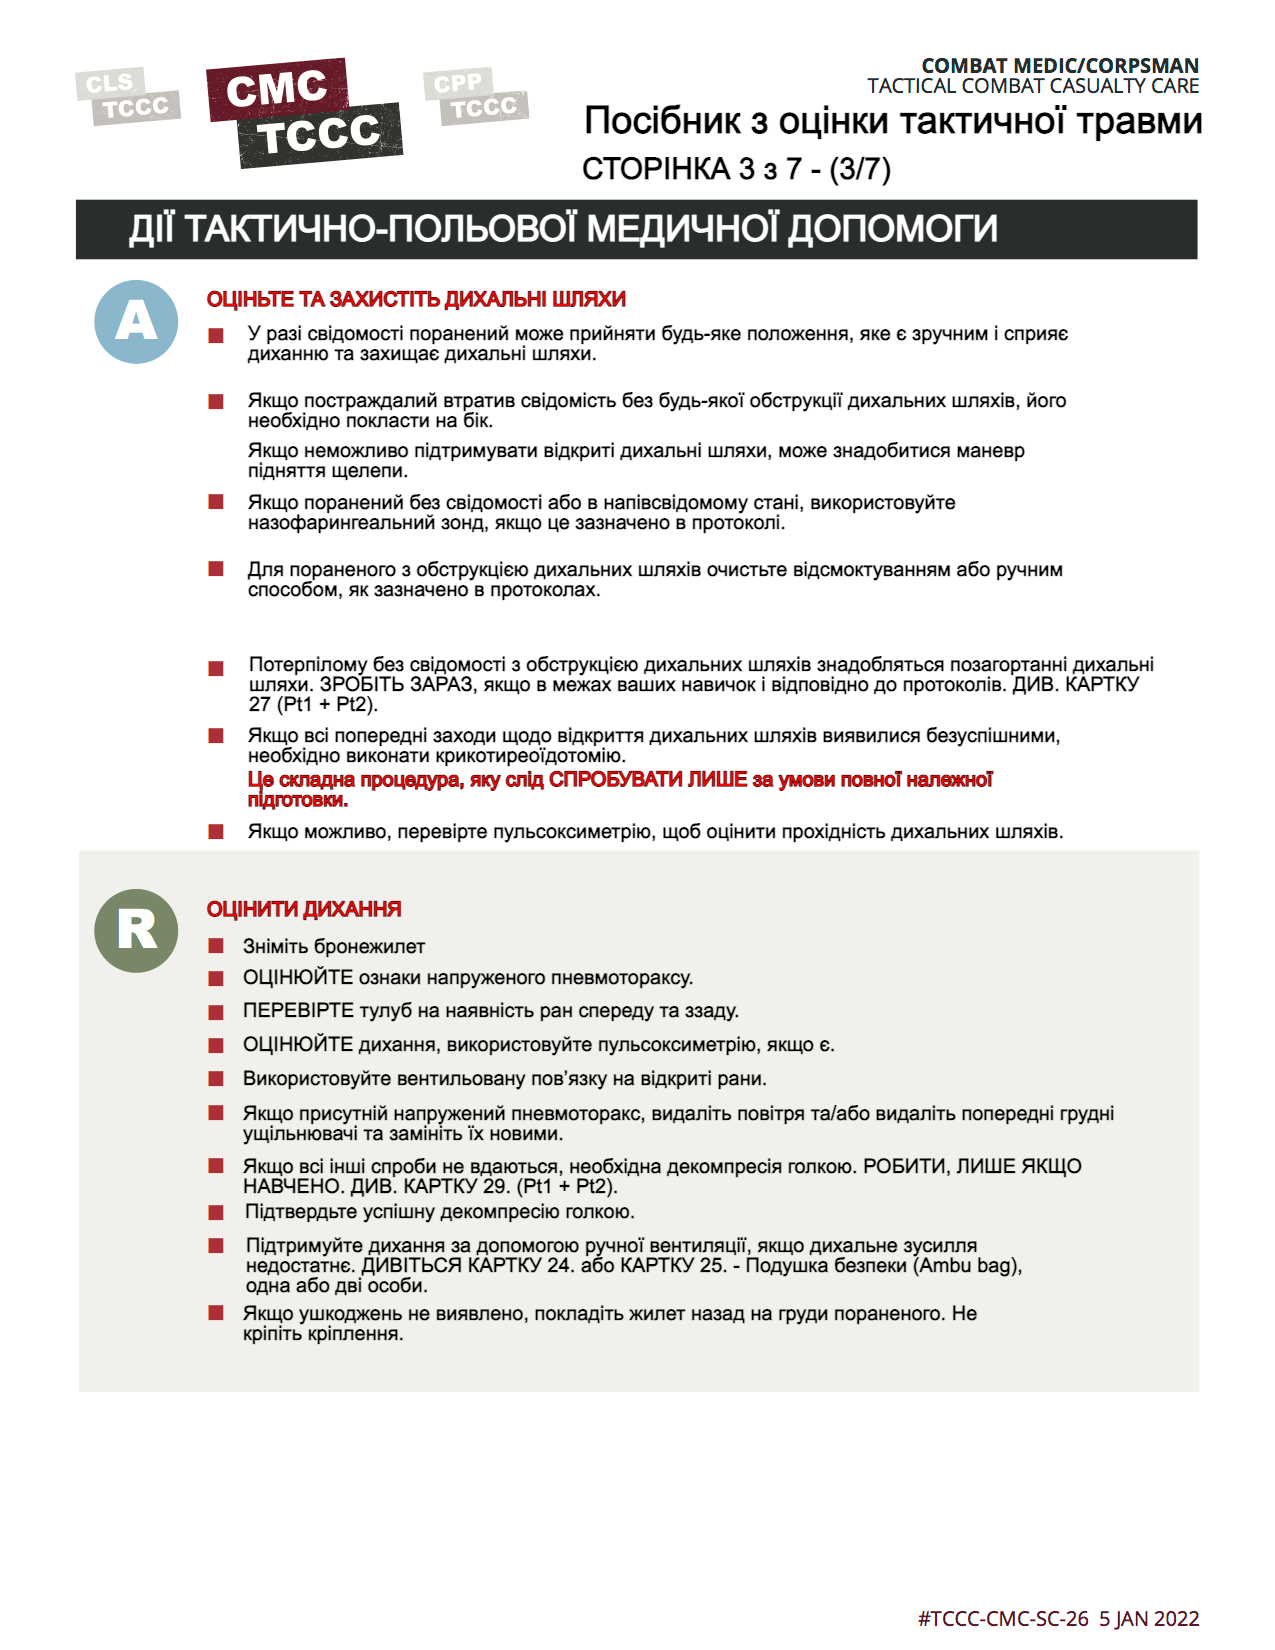 CLS
TCCC
CMC
TCCC
CPP
TCCC
COMBAT MEDIC/CORPSMAN
TACTICAL COMBAT CASUALTY CARE
Посібник з оцінки тактичної травми
СТОРІНКА 3 з 7 - (3/7)
ДІЇ ТАКТИЧНО-ПОЛЬОВОЇ МЕДИЧНОЇ ДОПОМОГИ
A
ОЦІНЬТЕ ТА ЗАХИСТІТЬ ДИХАЛЬНІ ШЛЯХИ
У разі свідомості поранений може прийняти будь-яке положення, яке є зручним і сприяє
диханню та захищає дихальні шляхи.
Якщо постраждалий втратив свідомість без будь-якої обструкції дихальних шляхів, його
необхідно покласти на бік.
Якщо неможливо підтримувати відкриті дихальні шляхи, може знадобитися маневр
підняття щелепи.
Якщо поранений без свідомості або в напівсвідомому стані, використовуйте
назофарингеальний зонд, якщо це зазначено в протоколі.
Для пораненого з обструкцією дихальних шляхів очистьте відсмоктуванням або ручним
способом, як зазначено в протоколах.
Потерпілому без свідомості з обструкцією дихальних шляхів знадобляться позагортанні дихальні
шляхи. ЗРОБІТЬ ЗАРАЗ, якщо в межах ваших навичок і відповідно до протоколів. ДИВ. КАРТКУ
27 (Pt1 + Pt2).
Якщо всі попередні заходи щодо відкриття дихальних шляхів виявилися безуспішними,
необхідно виконати крикотиреоїдотомію.
Це складна процедура, яку слід СПРОБУВАТИ ЛИШЕ за умови повної належної
підготовки.
Якщо можливо, перевірте пульсоксиметрію, щоб оцінити прохідність дихальних шляхів.
R
ОЦІНИТИ ДИХАННЯ
Зніміть бронежилет
ОЦІНЮЙТЕ ознаки напруженого пневмотораксу.
ПЕРЕВІРТЕ тулуб на наявність ран спереду та ззаду.
ОЦІНЮЙТЕ дихання, використовуйте пульсоксиметрію, якщо є.
Використовуйте вентильовану пов’язку на відкриті рани.
Якщо присутній напружений пневмоторакс, видаліть повітря та/або видаліть попередні грудні
ущільнювачі та замініть їх новими.
Якщо всі інші спроби не вдаються, необхідна декомпресія голкою. РОБИТИ, ЛИШЕ ЯКЩО
НАВЧЕНО. ДИВ. КАРТКУ 29. (Pt1 + Pt2).
Підтвердьте успішну декомпресію голкою.
Підтримуйте дихання за допомогою ручної вентиляції, якщо дихальне зусилля
недостатнє. ДИВІТЬСЯ КАРТКУ 24. або КАРТКУ 25. - Подушка безпеки (Ambu bag),
одна або дві особи.
Якщо ушкоджень не виявлено, покладіть жилет назад на груди пораненого. Не
кріпіть кріплення.
#TCCC-CMC-SC-26 5 JAN 2022